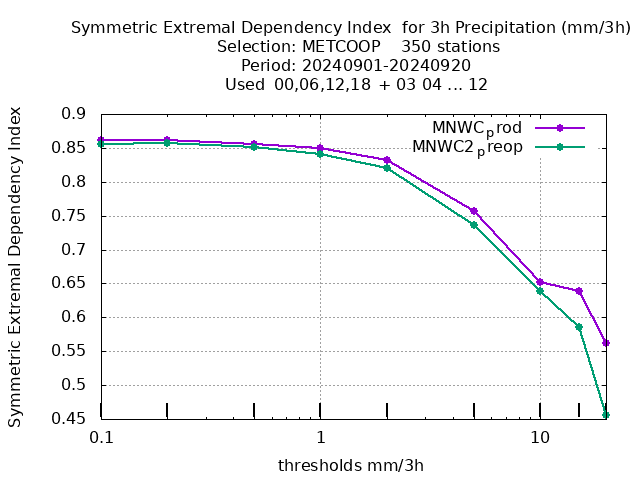 Symmetric Extremal Dependency Index  for 3h Precipitation (mm/3h)
Selection: METCOOP    350 stations
Period: 20240901-20240920
Used  00,06,12,18 + 03 04 ... 12
MNWCprod
MNWC2preop
0.9
0.85
0.8
0.75
0.7
0.65
0.6
0.55
0.5
0.45
Symmetric Extremal Dependency Index
0.1
1
10
thresholds mm/3h